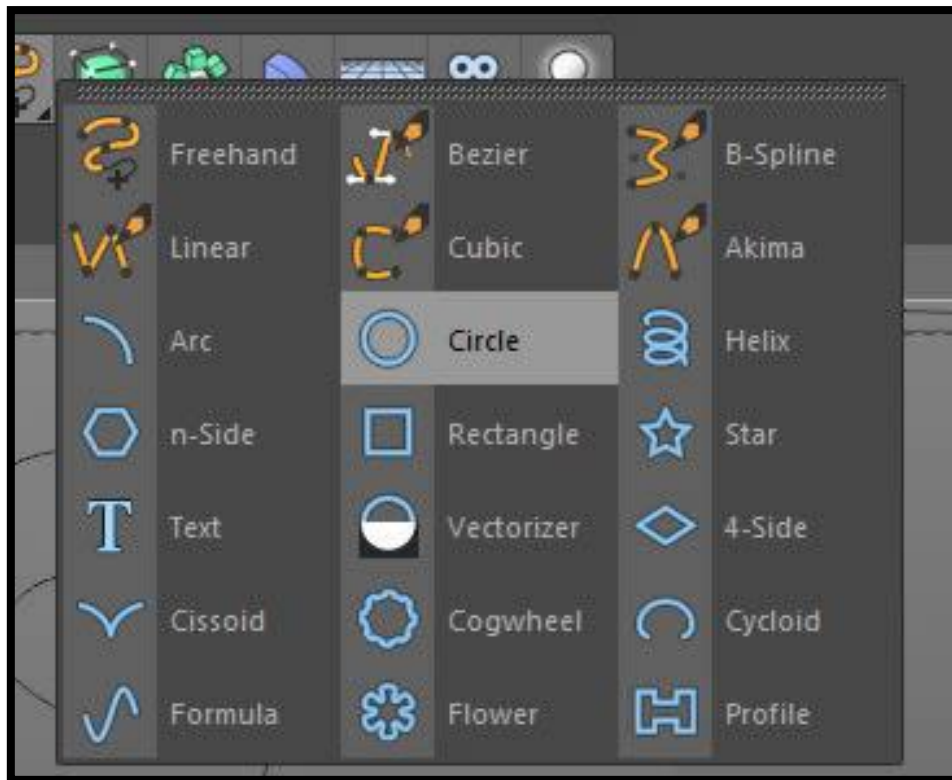 Freehand Bezier B-Spline
Linear Cubic Akima
Arc Circle Helix
n-Side Rectangle Star
Text Vectorizer 4-Side
Cissoid Cogwheel Cycloid
Formula Flower Profile